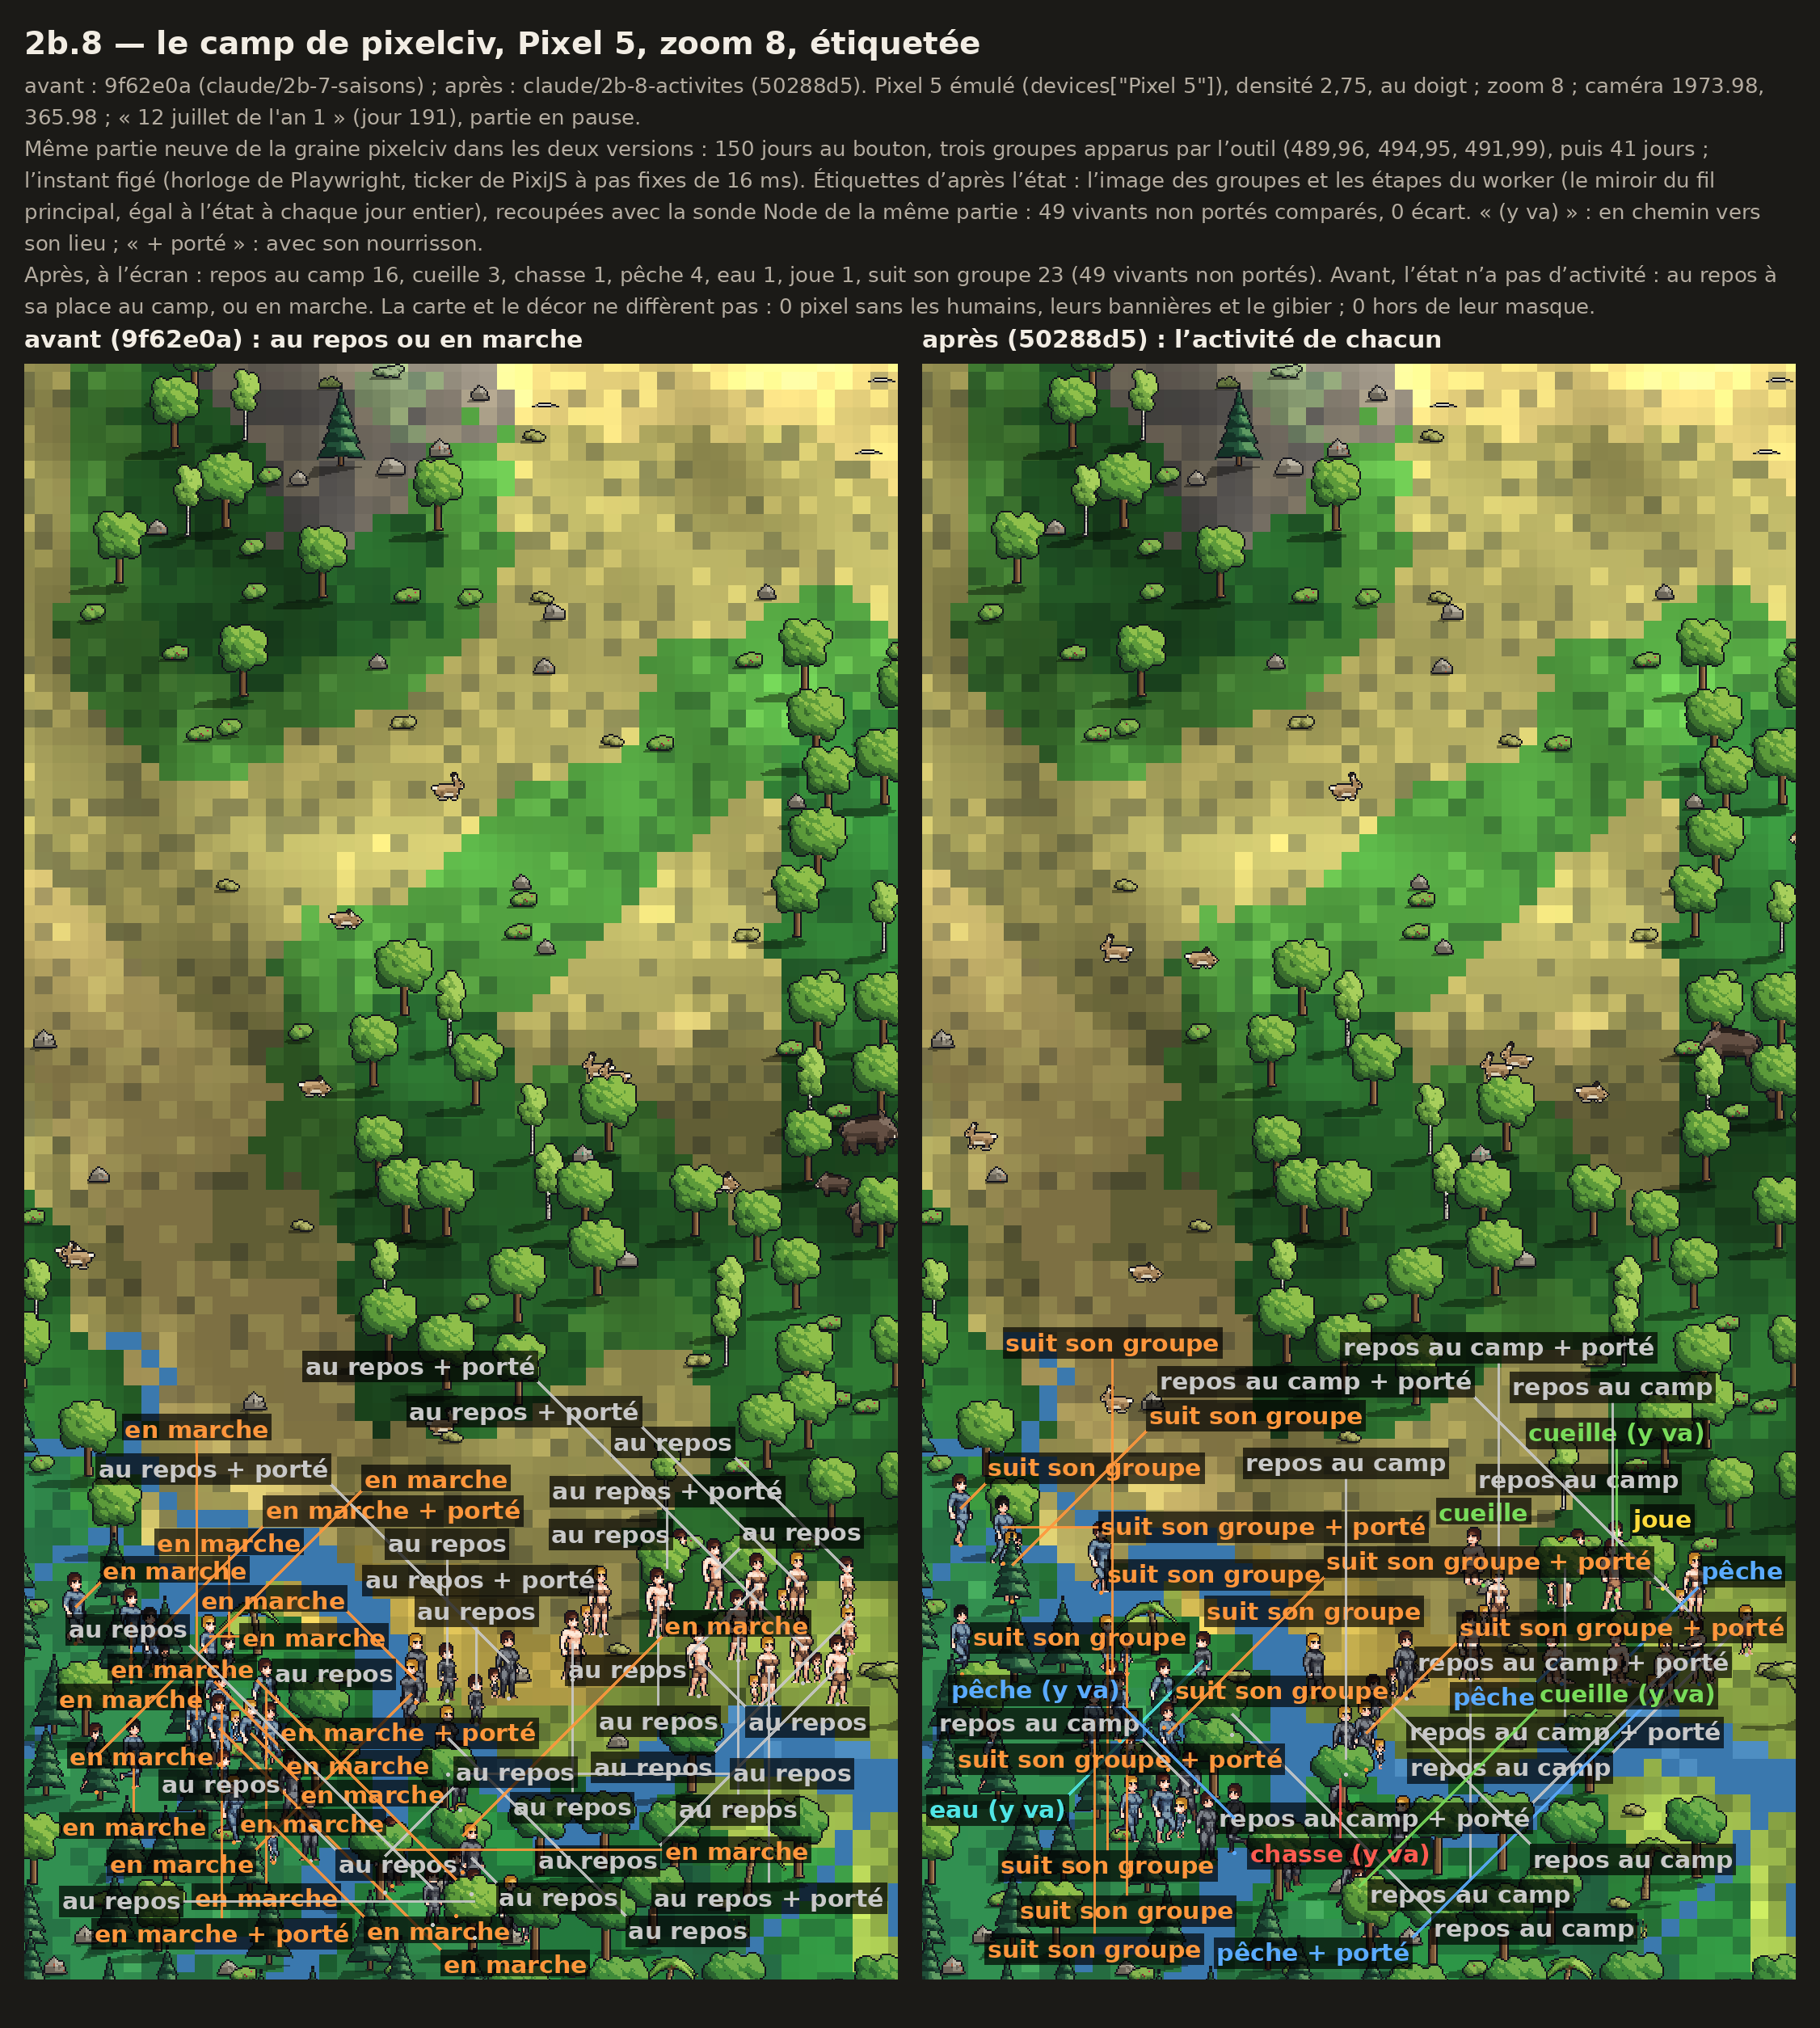 2b.8 — le camp de pixelciv, Pixel 5, zoom 8, étiquetée
avant : 9f62e0a (claude/2b-7-saisons) ; après : claude/2b-8-activites (50288d5). Pixel 5 émulé (devices["Pixel 5"]), densité 2,75, au doigt ; zoom 8 ; caméra 1973.98,
365.98 ; « 12 juillet de l'an 1 » (jour 191), partie en pause.
Même partie neuve de la graine pixelciv dans les deux versions : 150 jours au bouton, trois groupes apparus par l’outil (489,96, 494,95, 491,99), puis 41 jours ;
l’instant figé (horloge de Playwright, ticker de PixiJS à pas fixes de 16 ms). Étiquettes d’après l’état : l’image des groupes et les étapes du worker (le miroir du fil
principal, égal à l’état à chaque jour entier), recoupées avec la sonde Node de la même partie : 49 vivants non portés comparés, 0 écart. « (y va) » : en chemin vers
son lieu ; « + porté » : avec son nourrisson.
Après, à l’écran : repos au camp 16, cueille 3, chasse 1, pêche 4, eau 1, joue 1, suit son groupe 23 (49 vivants non portés). Avant, l’état n’a pas d’activité : au repos à
sa place au camp, ou en marche. La carte et le décor ne diffèrent pas : 0 pixel sans les humains, leurs bannières et le gibier ; 0 hors de leur masque.
avant (9f62e0a) : au repos ou en marche
au repos + porté
au repos + porté
en marche
au repos
au repos + porté
en marche
au repos + porté
en marche + porté
au repos
au repos
en marche
au repos
en marche
au repos + porté
en marche
au repos
en marche
au repos
en marche
en marche
au repos
au repos
en marche
au repos
au repos
en marche + porté
en marche
en marche
au repos
au repos
au repos
au repos
en marche
au repos
au repos
en marche
en marche
en marche
au repos
au repos
en marche
au repos
en marche
au repos
au repos + porté
en marche + porté
en marche
au repos
en marche
après (50288d5) : l’activité de chacun
suit son groupe
repos au camp + porté
repos au camp + porté
repos au camp
suit son groupe
cueille (y va)
suit son groupe
repos au camp
repos au camp
cueille
joue
suit son groupe + porté
suit son groupe + porté
suit son groupe
pêche
suit son groupe
suit son groupe + porté
suit son groupe
repos au camp + porté
pêche (y va)
suit son groupe
pêche
cueille (y va)
repos au camp
repos au camp + porté
suit son groupe + porté
repos au camp
eau (y va)
repos au camp + porté
chasse (y va)
suit son groupe
repos au camp
repos au camp
suit son groupe
repos au camp
suit son groupe
pêche + porté